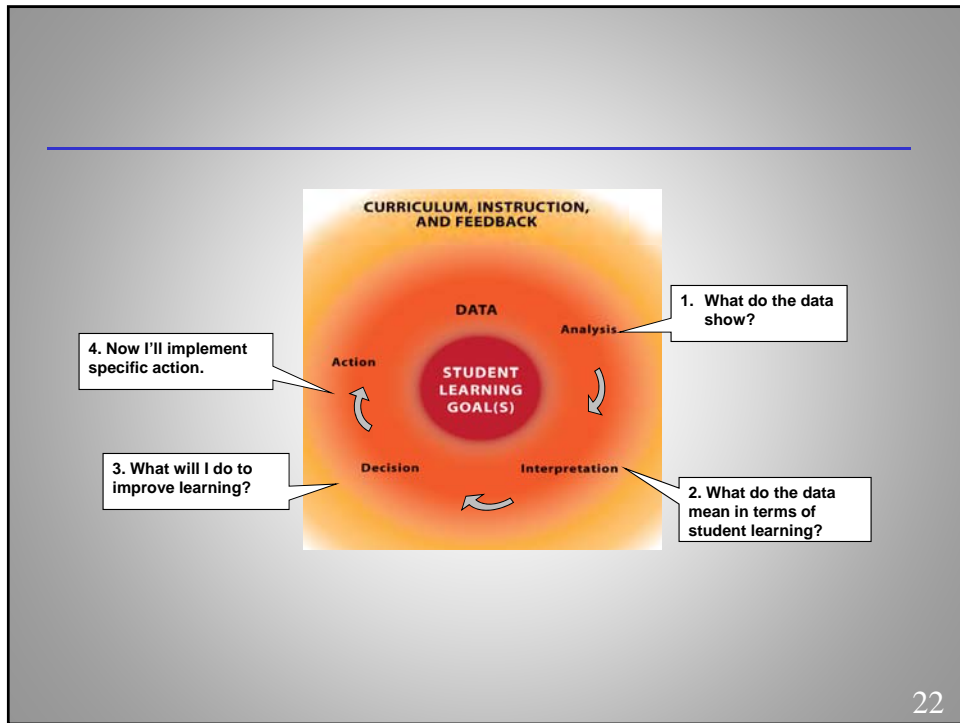 CURRICULUM, INSTRUCTION,
AND FEEDBACK
DATA
Analysis
1. What do the data
show?
4. Now I'll implement
specific action.
Action
STUDENT
LEARNING
GOAL(S)
3. What will I do to
improve learning?
Decision
Interpretation
2. What do the data
mean in terms of
student learning?
22